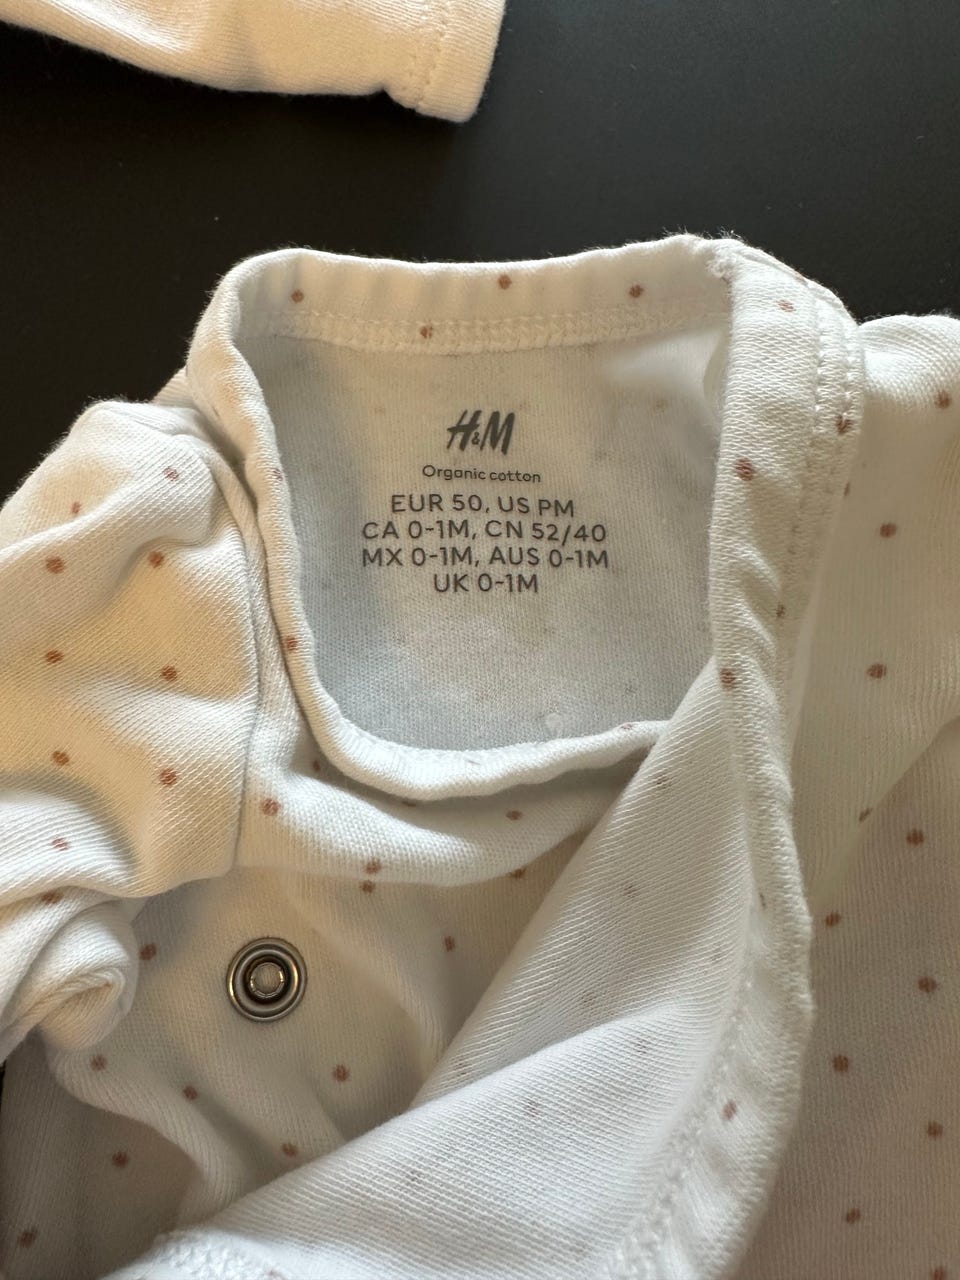 H&M
Organic cotton
EUR 50, US PM
CA 0-1M, CN 52/40
MX 0-1M, AUS 0-1M
UK 0-1M